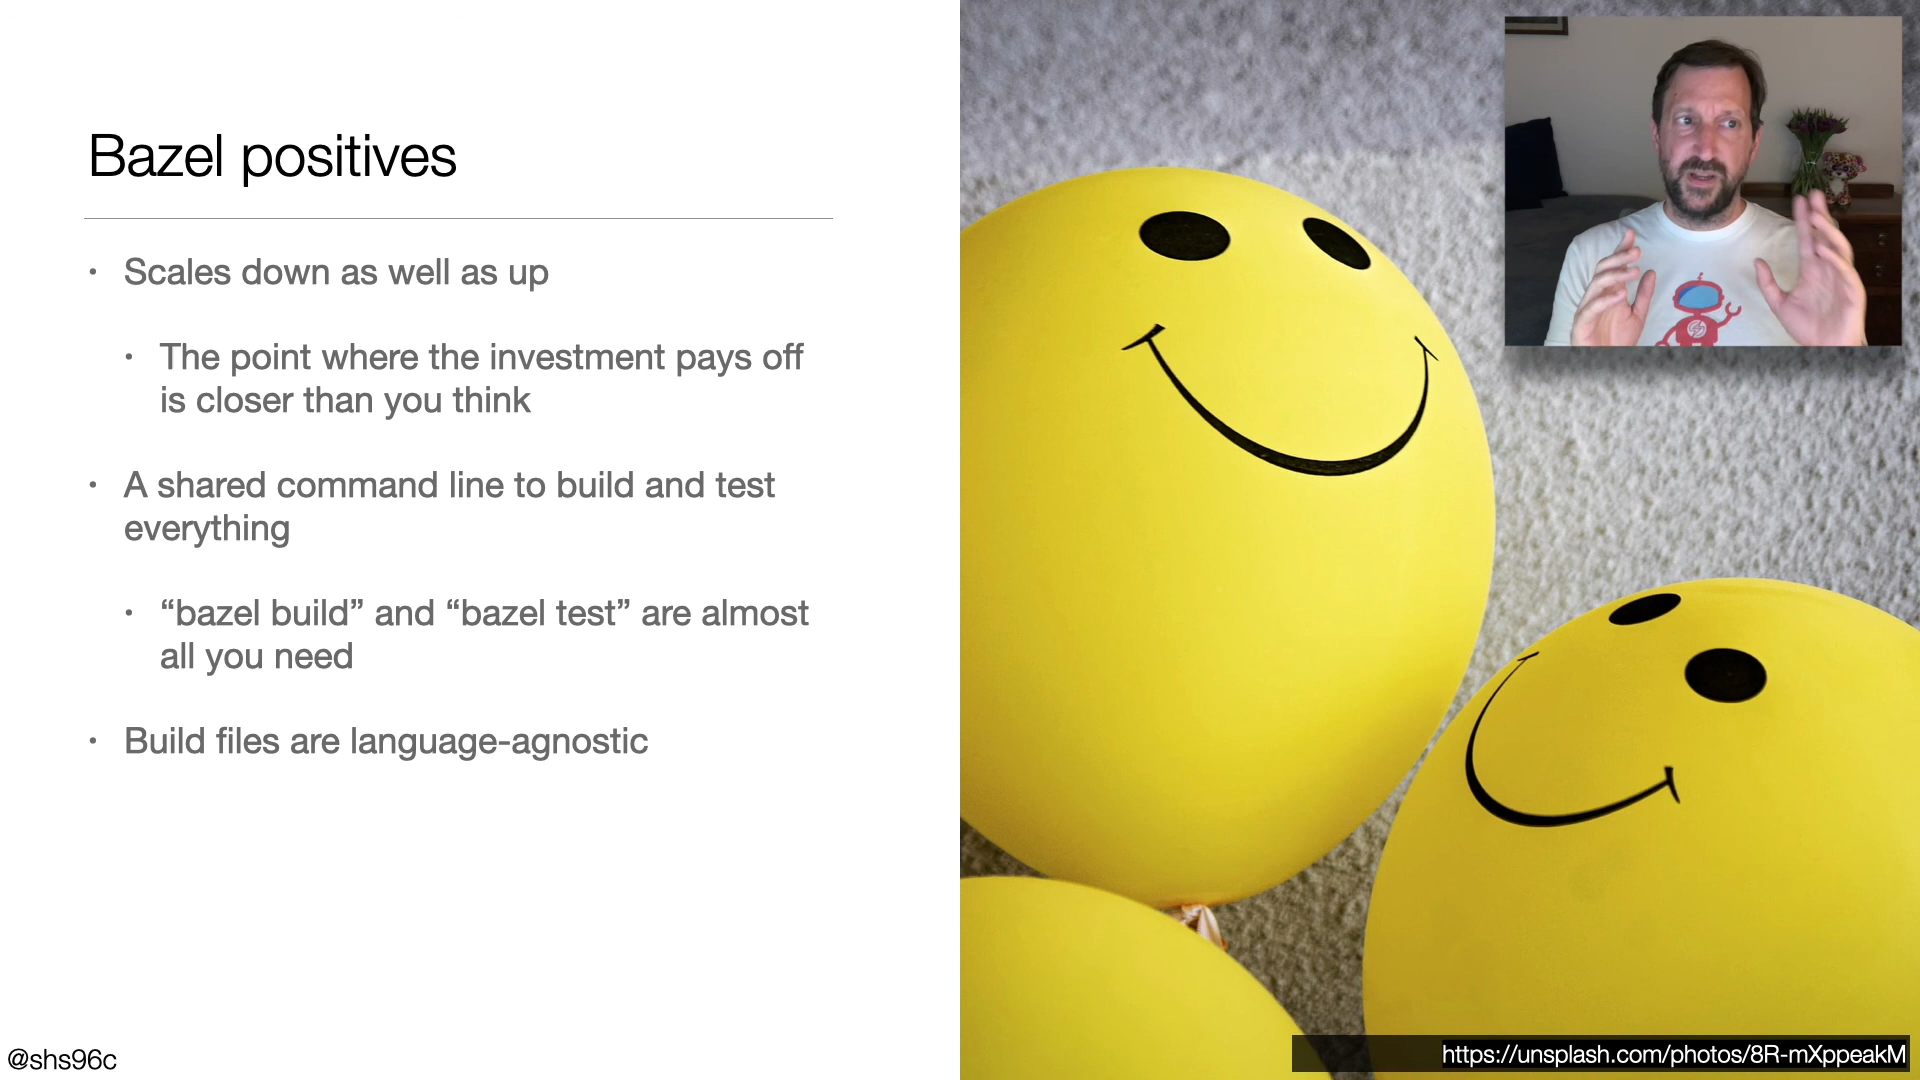 Bazel positives
• Scales down as well as up
• The point where the investment pays off
is closer than you think
• A shared command line to build and test
everything
• “bazel build” and “bazel test” are almost
all you need
• Build files are language-agnostic
@shs96c
https://unsplash.com/photos/8R-mXppeakM